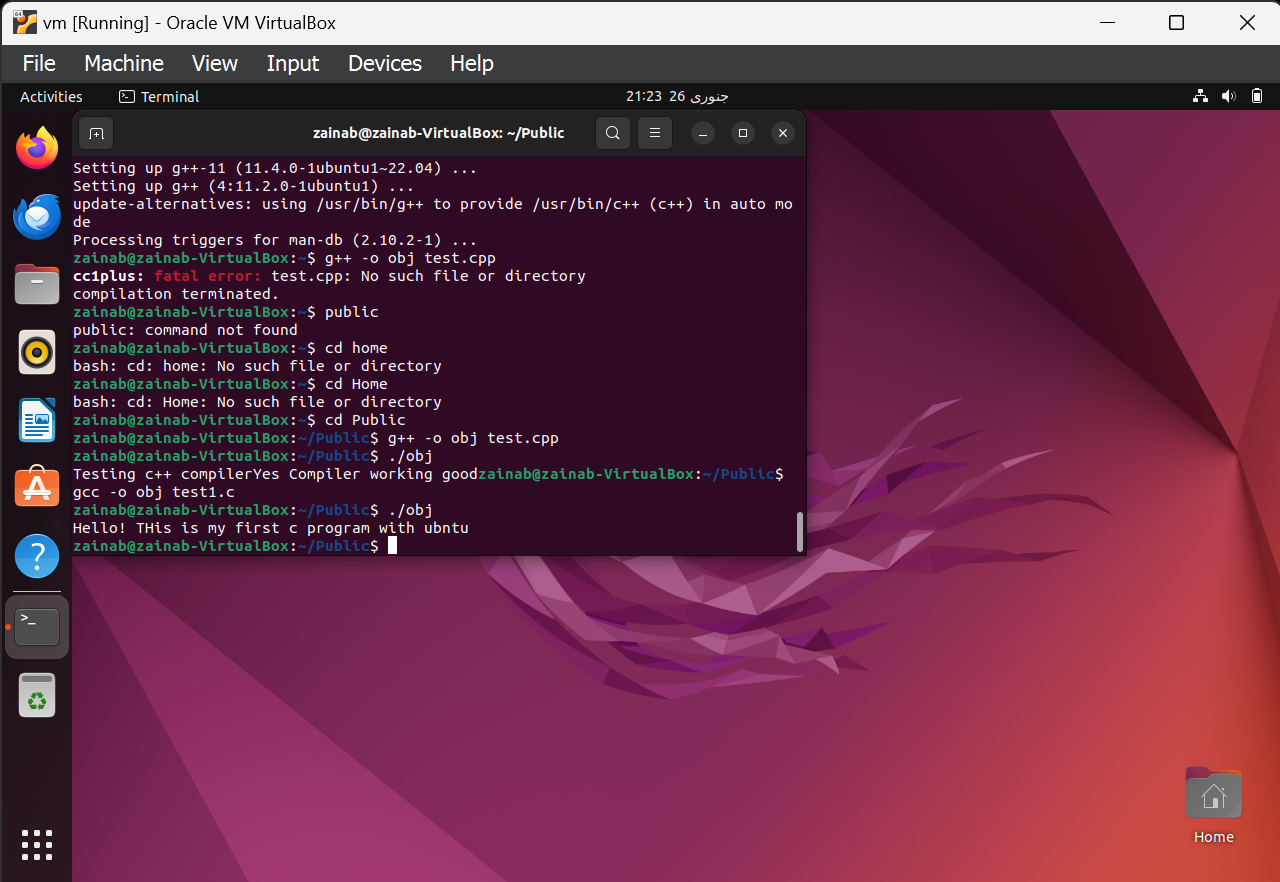 vm [Running] - Oracle VM VirtualBox
File Machine View Input Devices Help
Activities Terminal 21:23 26 جنوری
zainab@zainab-VirtualBox: ~/Public
Setting up g++-11 (11.4.0-1ubuntu1~22.04) ...
Setting up g++ (4:11.2.0-1ubuntu1) ...
update-alternatives: using /usr/bin/g++ to provide /usr/bin/c++ (c++) in auto mo
de
Processing triggers for man-db (2.10.2-1) ...
zainab@zainab-VirtualBox:~$ g++ -o obj test.cpp
cc1plus: fatal error: test.cpp: No such file or directory
compilation terminated.
zainab@zainab-VirtualBox:~$ public
public: command not found
zainab@zainab-VirtualBox:~$ cd home
bash: cd: home: No such file or directory
zainab@zainab-VirtualBox:~$ cd Home
bash: cd: Home: No such file or directory
zainab@zainab-VirtualBox:~$ cd Public
zainab@zainab-VirtualBox:~/Public$ g++ -o obj test.cpp
zainab@zainab-VirtualBox:~/Public$ ./obj
Testing c++ compilerYes Compiler working goodzainab@zainab-VirtualBox:~/Public$
gcc -o obj test1.c
zainab@zainab-VirtualBox:~/Public$ ./obj
Hello! THis is my first c program with ubntu
zainab@zainab-VirtualBox:~/Public$
Home